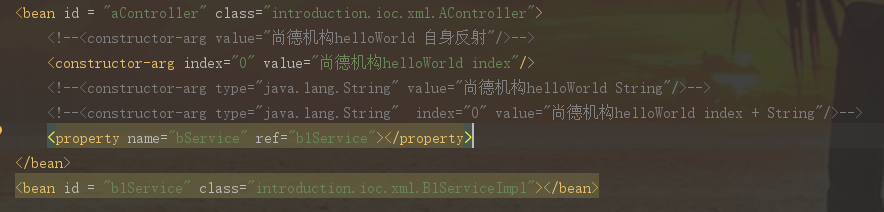 <bean id = "aController" class="introduction.ioc.xml.AController">
<!--<constructor-arg value="尚德机构helloWorld 自身反射"/>-->
<constructor-arg index="0" value="尚德机构helloWorld index"/>
<!--<constructor-arg type="java.lang.String" value="尚德机构helloWorld String"/>-->
<!--<constructor-arg type="java.lang.String"  index="0" value="尚德机构helloWorld index + String"/>-->
<property name="bService" ref="b1Service"></property>
</bean>
<bean id = "b1Service" class="introduction.ioc.xml.B1ServiceImpl"></bean>